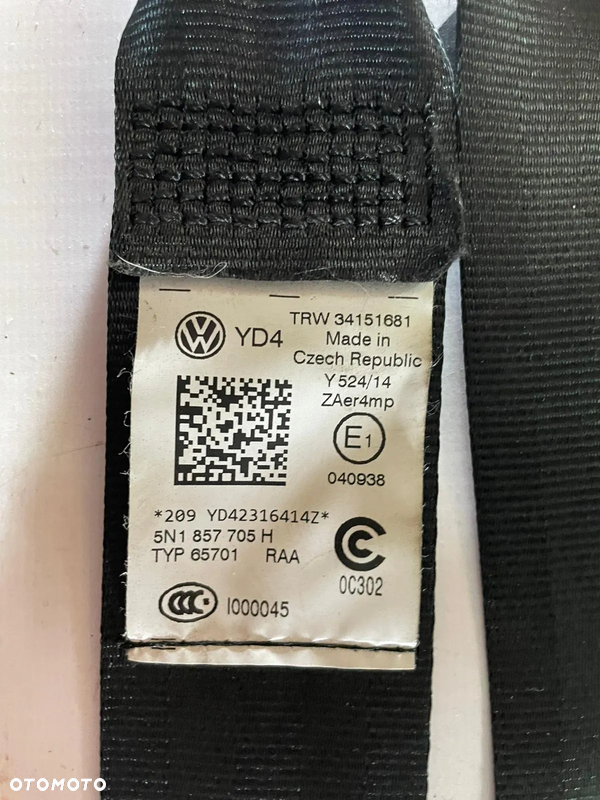 YD4
TRW 34151681
Made in
Czech Republic
Y 524/14
ZAer4mp
E1
040938
*209 YD42316414Z*
5N1 857 705 H
TYP 65701 RAA
0C302
CCC
I000045
OTOMOTO